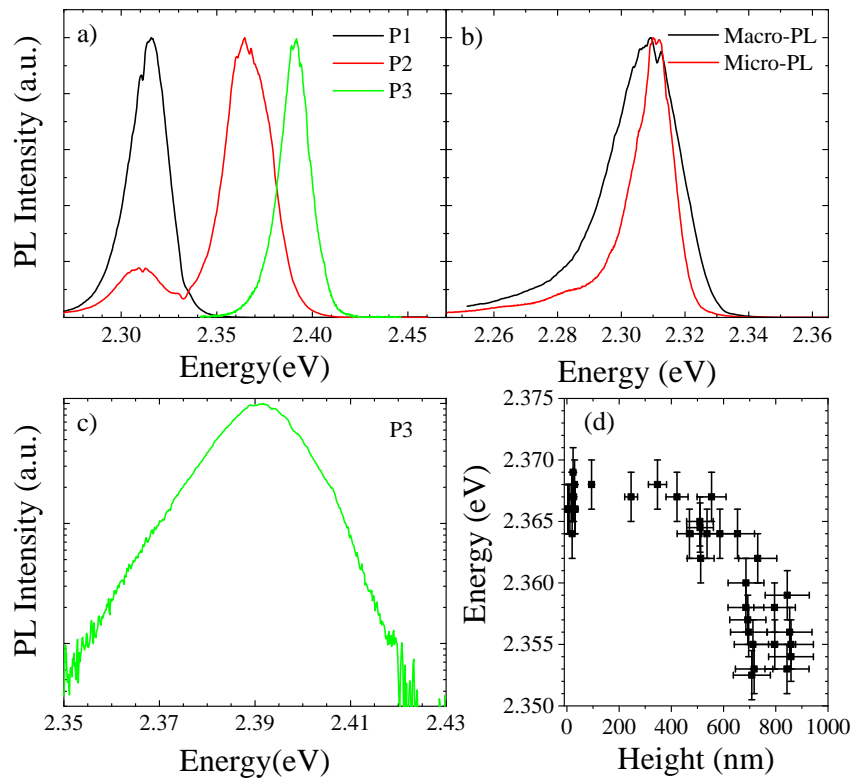 a)
P1
P2
P3
PL Intensity (a.u.)
2.30 2.35 2.40 2.45
Energy(eV)
b)
Macro-PL
Micro-PL
2.26 2.28 2.30 2.32 2.34 2.36
Energy (eV)
c)
P3
PL Intensity (a.u.)
2.35 2.37 2.39 2.41 2.43
Energy(eV)
(d)
Energy (eV)
2.375
2.370
2.365
2.360
2.355
2.350
0 200 400 600 800 1000
Height (nm)